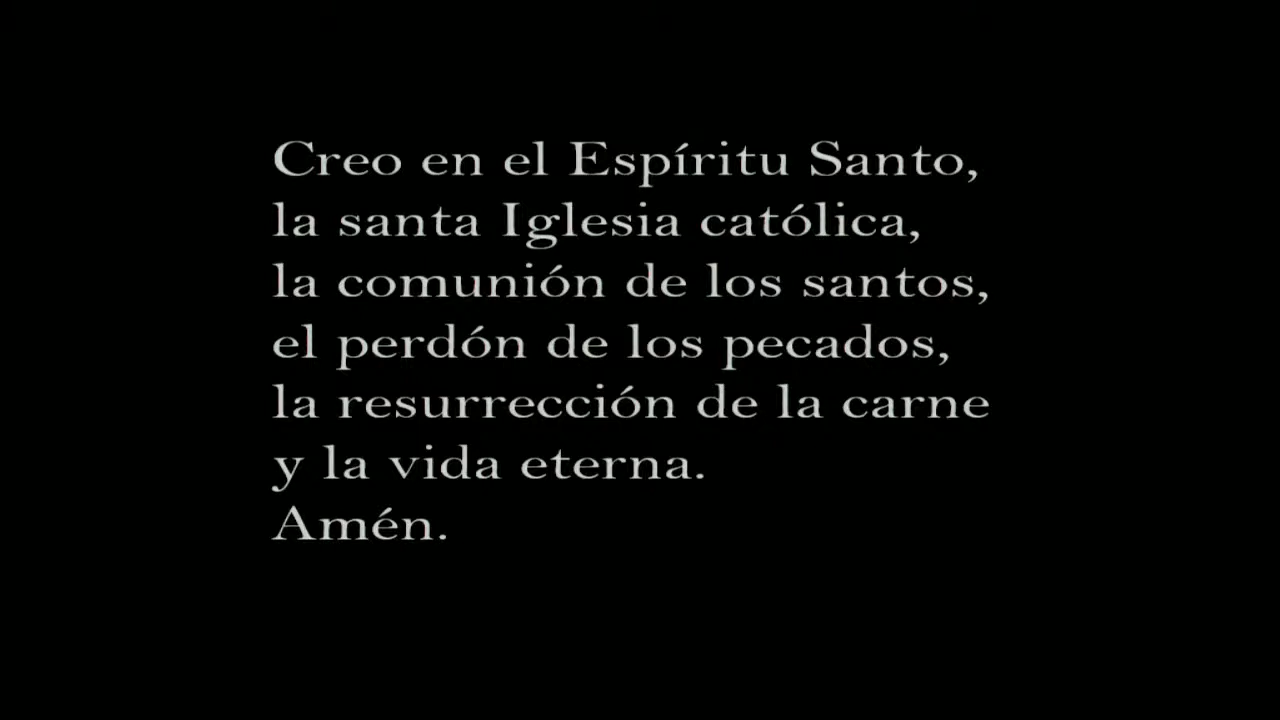 Creo en el Espíritu Santo,
la santa Iglesia católica,
la comunión de los santos,
el perdón de los pecados,
la resurrección de la carne
y la vida eterna.
Amén.